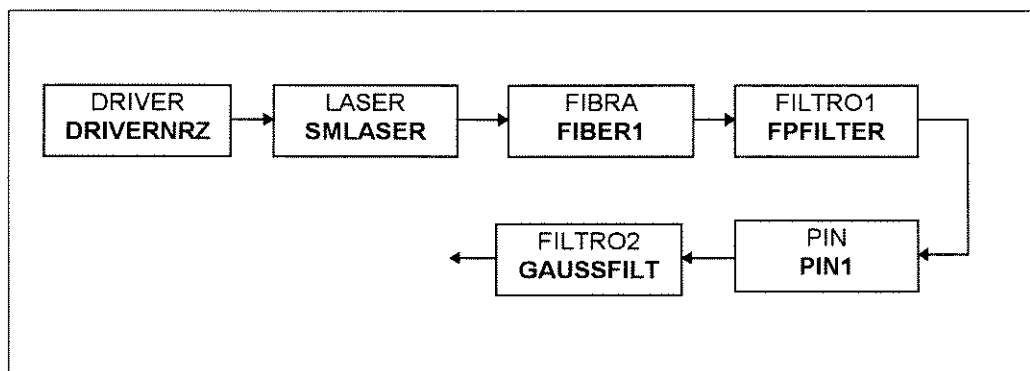 DRIVER
DRIVERNRZ
LASER
SMLASER
FIBRA
FIBER1
FILTRO1
FPFILTER
PIN
PIN1
FILTRO2
GAUSSFILT